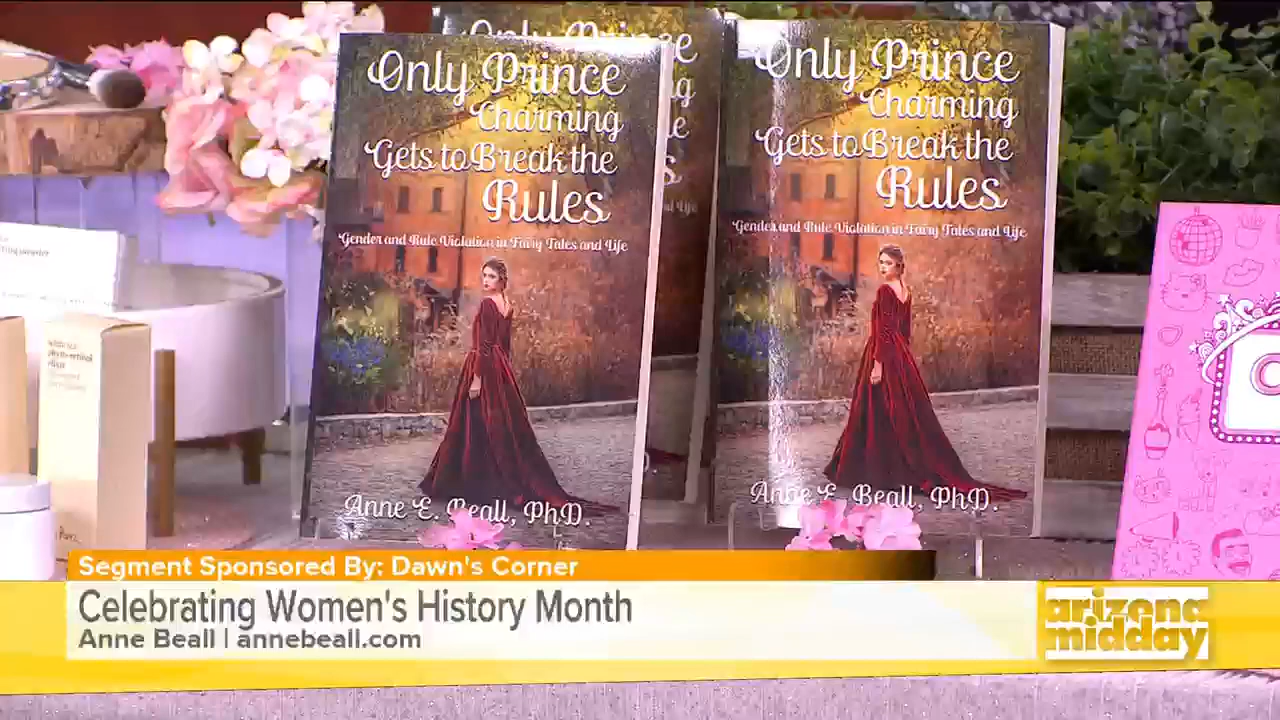 Only Prince
Charming
Gets to Break the
Rules
Gender and Rule Violation in Fairy Tales and Life
Anne E. Beall, PhD.
Only Prince
Charming
Gets to Break the
Rules
Gender and Rule Violation in Fairy Tales and Life
Anne E. Beall, PhD.
Only Prince
Segment Sponsored By: Dawn's Corner
Celebrating Women's History Month
Anne Beall | annebeall.com
arizona
midday